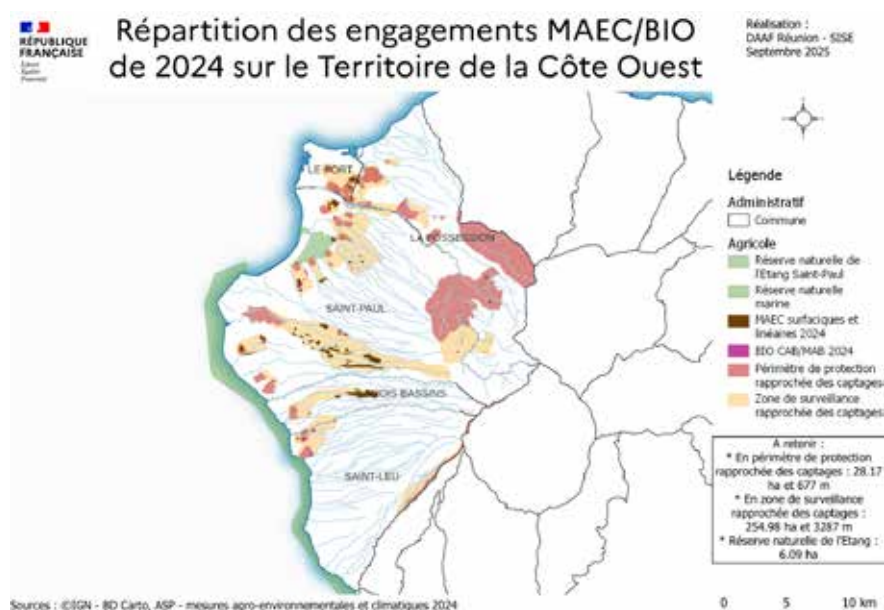 RÉPUBLIQUE
FRANÇAISE
Liberté
Égalité
Fraternité
Répartition des engagements MAEC/BIO
de 2024 sur le Territoire de la Côte Ouest
Réalisation :
DAAF Réunion - SISE
Septembre 2025
LE PORT
LA POSSESSION
SAINT-PAUL
OIS BASSINS
SAINT-LEU
Légende
Administratif
Commune
Agricole
Réserve naturelle de
l'Etang Saint-Paul
Réserve naturelle
marine
MAEC surfaciques et
linéaires 2024
BIO CAB/MAB 2024
Périmètre de protection
rapprochée des captages
Zone de surveillance
rapprochée des captages
A retenir :
* En périmètre de protection
rapprochée des captages : 28.17
ha et 677 m
* En zone de surveillance
rapprochée des captages :
254.98 ha et 3287 m
* Réserve naturelle de l'Etang :
6.09 ha
Sources : ©IGN - BD Carto, ASP - mesures agro-environnementales et climatiques 2024
0 5 10 km